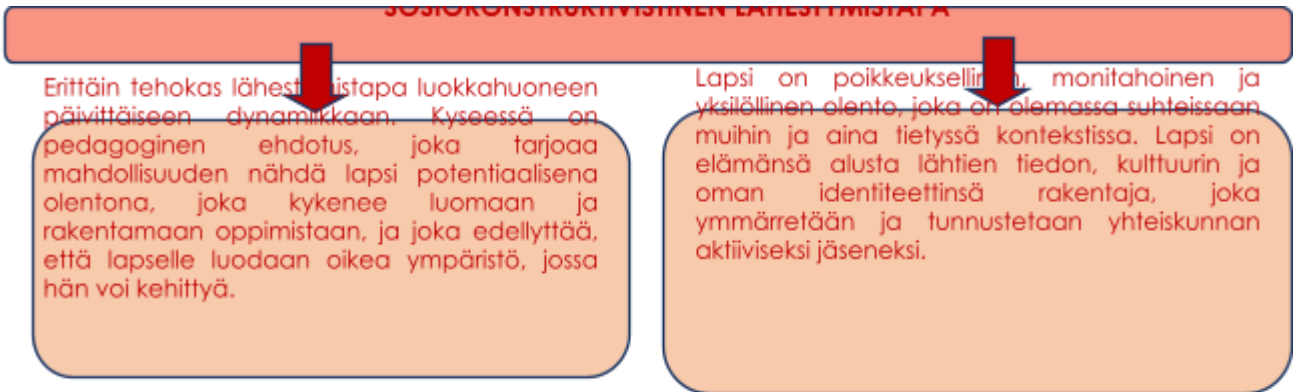 SOSIOKONSTRUKTIIVISTINEN LÄHESTYMISTAPA
Erittäin tehokas lähestymistapa luokkahuoneen
päivittäiseen dynamiikkaan. Kyseessä on
pedagoginen ehdotus, joka tarjoaa
mahdollisuuden nähdä lapsi potentiaalisena
olentona, joka kykenee luomaan ja
rakentamaan oppimistaan, ja joka edellyttää,
että lapselle luodaan oikea ympäristö, jossa
hän voi kehittyä.
Lapsi on poikkeuksellinen, monitahoinen ja
yksilöllinen olento, joka on olemassa suhteissaan
muihin ja aina tietyssä kontekstissa. Lapsi on
elämänsä alusta lähtien tiedon, kulttuurin ja
oman identiteettinsä rakentaja, joka
ymmärretään ja tunnustetaan yhteiskunnan
aktiiviseksi jäseneksi.